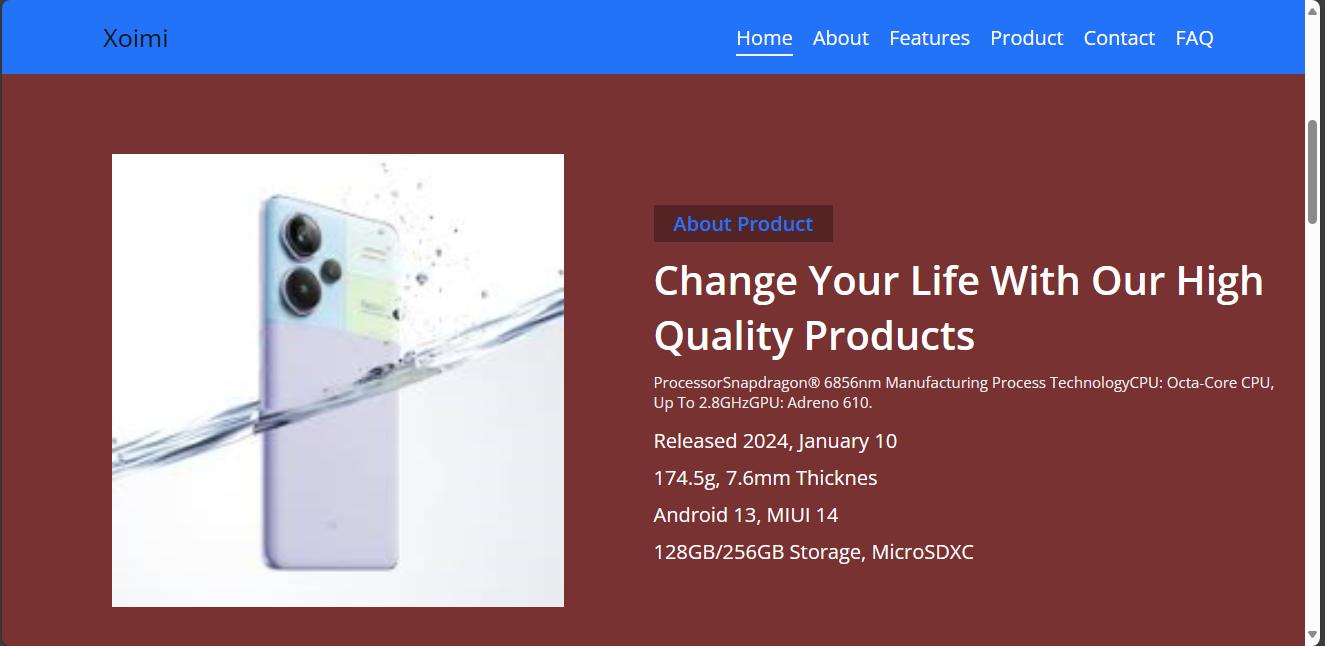 Xoimi
Home About Features Product Contact FAQ
About Product
Change Your Life With Our High
Quality Products
ProcessorSnapdragon® 6856nm Manufacturing Process TechnologyCPU: Octa-Core CPU,
Up To 2.8GHzGPU: Adreno 610.
Released 2024, January 10
174.5g, 7.6mm Thicknes
Android 13, MIUI 14
128GB/256GB Storage, MicroSDXC